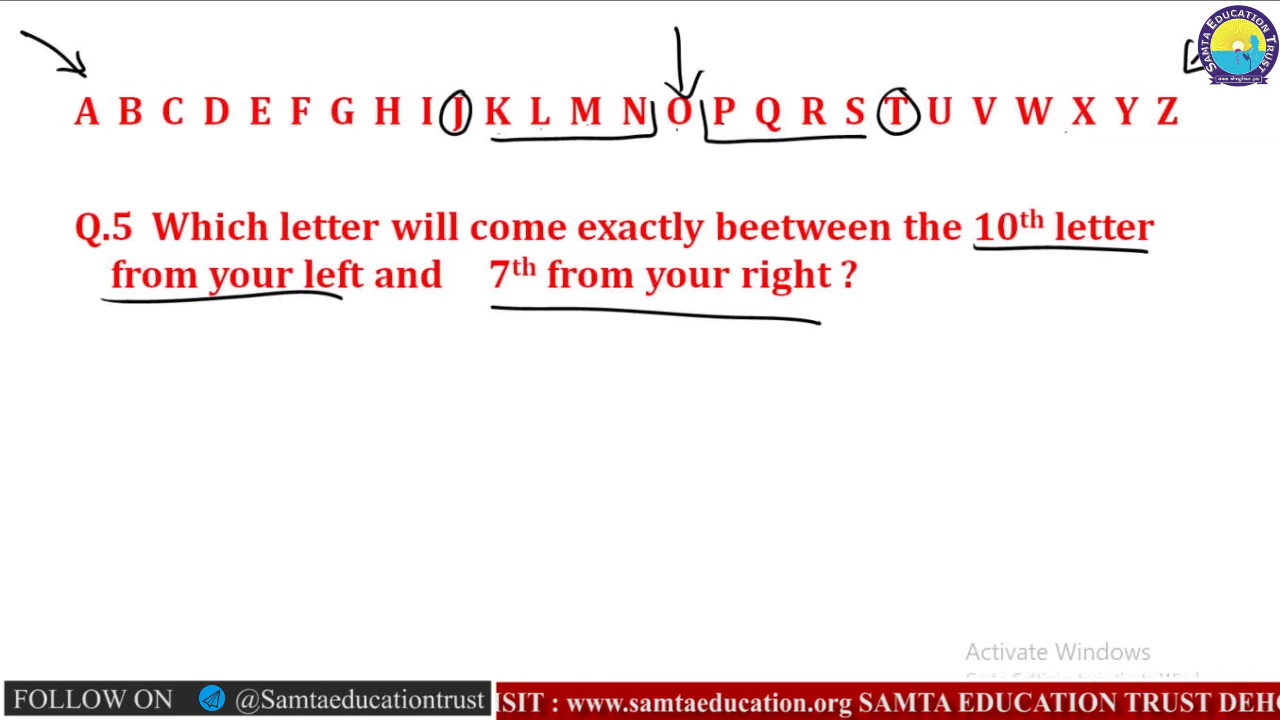 SAMTA EDUCATION TRUST
A B C D E F G H I J K L M N O P Q R S T U V W X Y Z
Q.5 Which letter will come exactly beetween the 10th letter
from your left and 7th from your right ?
Activate Windows
FOLLOW ON @Samtaeducationtrust
ISIT : www.samtaeducation.org SAMTA EDUCATION TRUST DEH